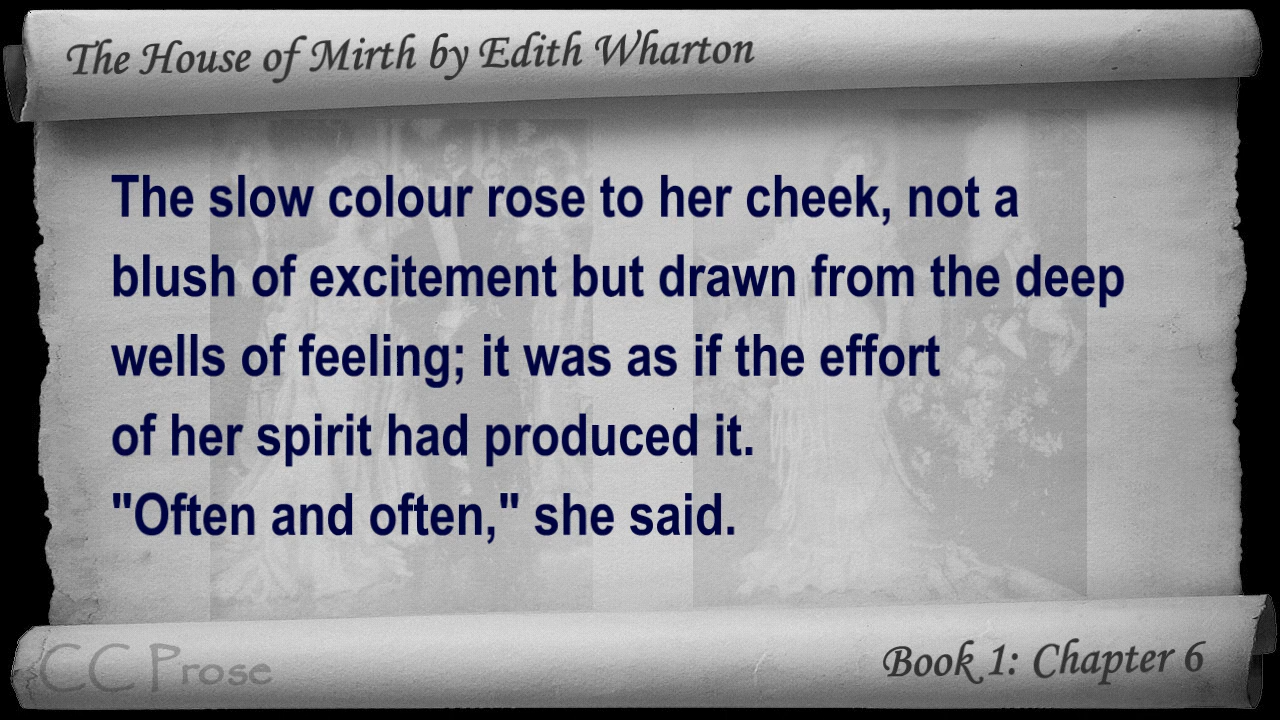 The House of Mirth by Edith Wharton
The slow colour rose to her cheek, not a
blush of excitement but drawn from the deep
wells of feeling; it was as if the effort
of her spirit had produced it.
"Often and often," she said.
CC Prose
Book 1: Chapter 6